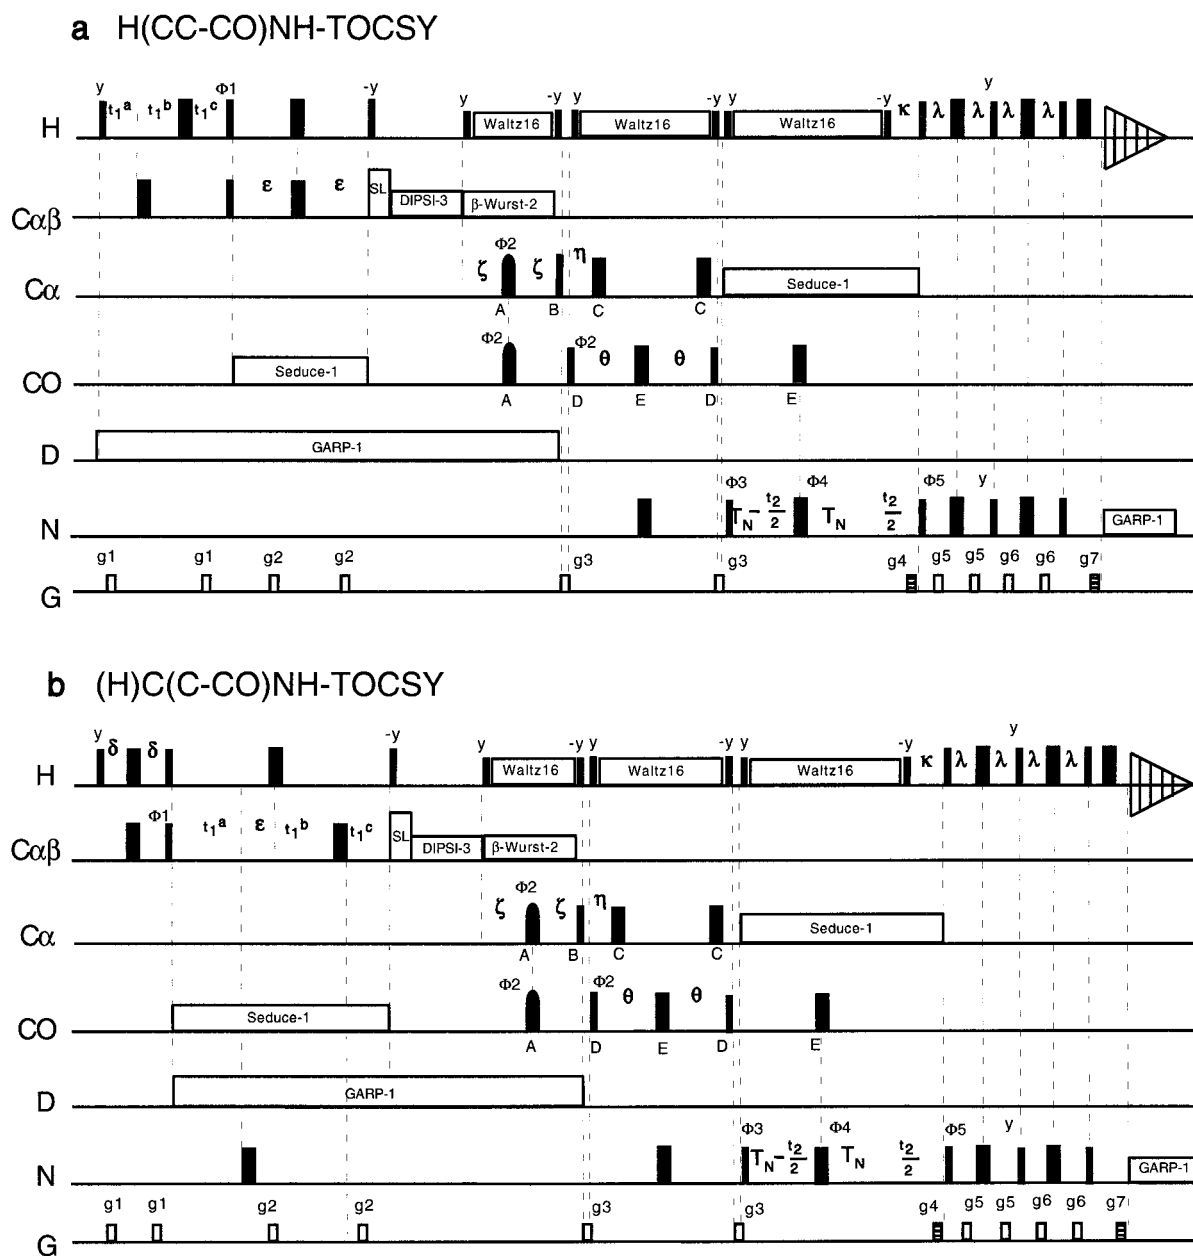 a H(CC-CO)NH-TOCSY
y t₁ᵃ t₁ᵇ t₁ᶜ Φ1 -y y -y y -y y -y y
H Waltz16 Waltz16 Waltz16 κ λ λ λ λ
Cαβ ε ε SL DIPSI-3 β-Wurst-2
Cα ζ Φ2 ζ η Seduce-1
A B C C
CO Seduce-1 Φ2 Φ2 θ θ
A D E D E
D GARP-1
N Φ3 T_N - t₂/2 Φ4 T_N t₂/2 Φ5 y GARP-1
G g1 g1 g2 g2 g3 g3 g4 g5 g5 g6 g6 g7
b (H)C(C-CO)NH-TOCSY
y δ δ -y y -y y -y y -y y
H Waltz16 Waltz16 Waltz16 κ λ λ λ λ
Cαβ Φ1 t₁ᵃ ε t₁ᵇ t₁ᶜ SL DIPSI-3 β-Wurst-2
Cα ζ Φ2 ζ η Seduce-1
A B C C
CO Seduce-1 Φ2 Φ2 θ θ
A D E D E
D GARP-1
N Φ3 T_N - t₂/2 Φ4 T_N t₂/2 Φ5 y GARP-1
G g1 g1 g2 g2 g3 g3 g4 g5 g5 g6 g6 g7